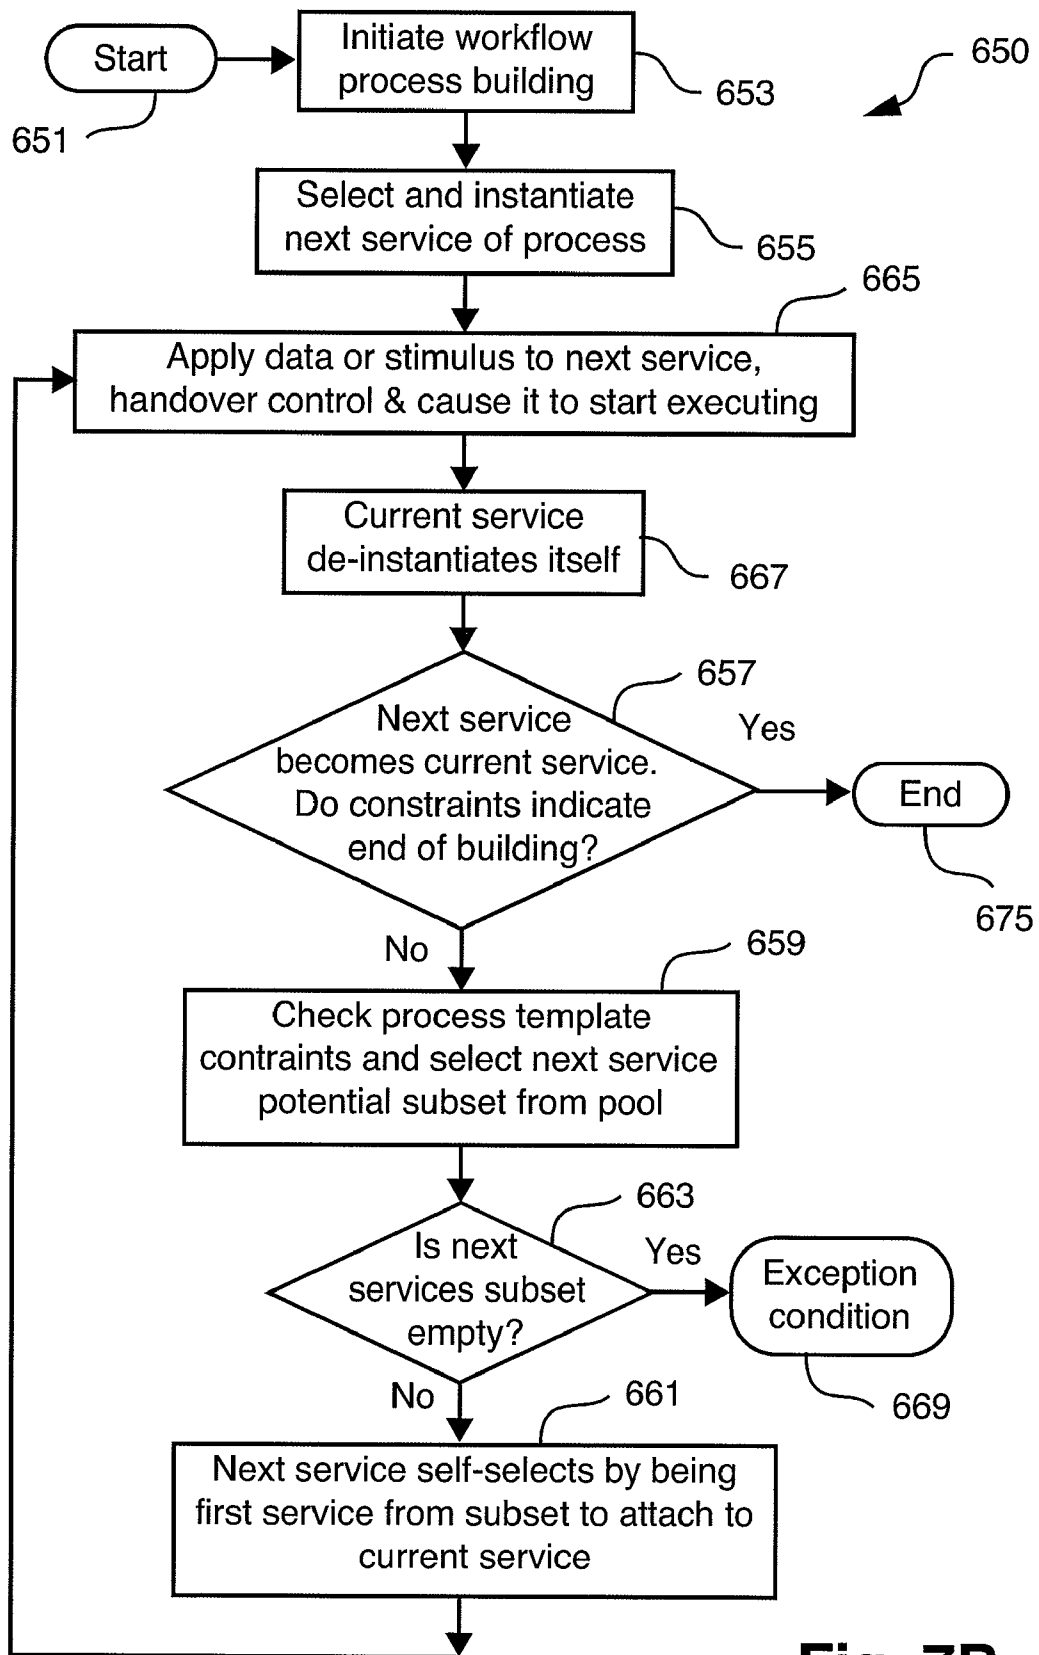 Start
651
Initiate workflow
process building
653
650
Select and instantiate
next service of process
655
665
Apply data or stimulus to next service,
handover control & cause it to start executing
Current service
de-instantiates itself
667
657
Next service
becomes current service.
Do constraints indicate
end of building?
Yes
End
675
No
659
Check process template
contraints and select next service
potential subset from pool
663
Is next
services subset
empty?
Yes
Exception
condition
669
No
661
Next service self-selects by being
first service from subset to attach to
current service
Fig. 7B